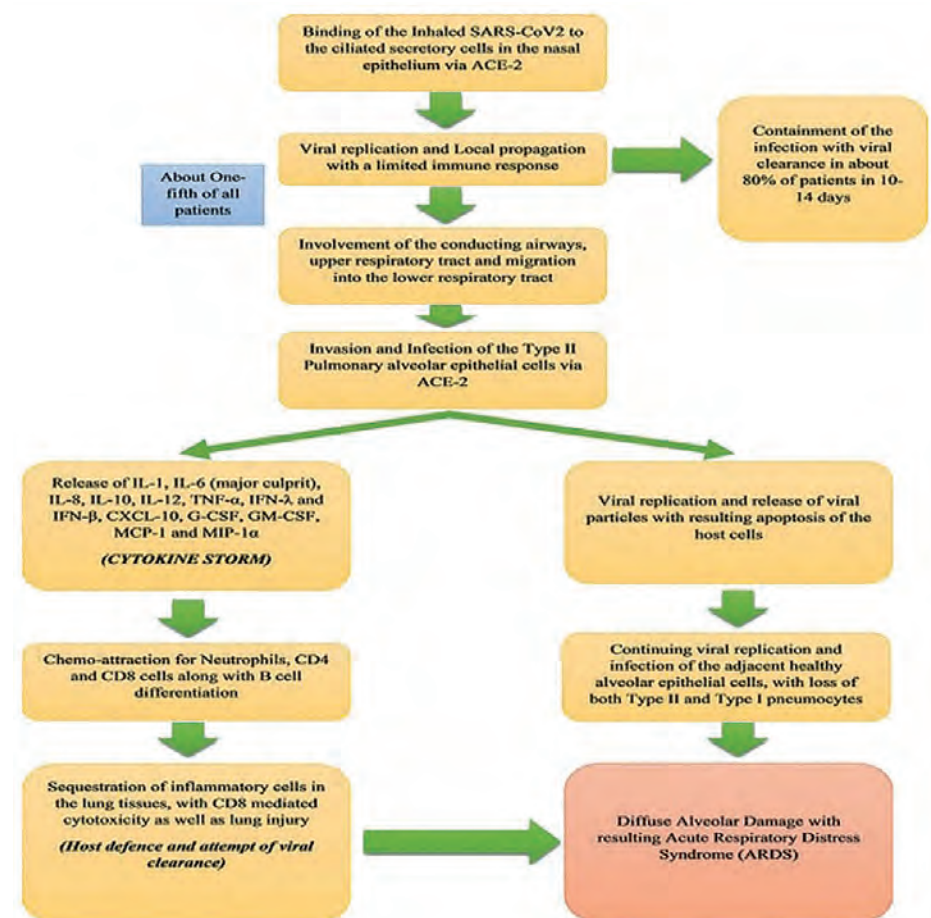 Binding of the Inhaled SARS-CoV2 to
the ciliated secretory cells in the nasal
epithelium via ACE-2
Viral replication and Local propagation
with a limited immune response
Containment of the
infection with viral
clearance in about
80% of patients in 10-
14 days
About One-
fifth of all
patients
Involvement of the conducting airways,
upper respiratory tract and migration
into the lower respiratory tract
Invasion and Infection of the Type II
Pulmonary alveolar epithelial cells via
ACE-2
Release of IL-1, IL-6 (major culprit),
IL-8, IL-10, IL-12, TNF-α, IFN-λ and
IFN-β, CXCL-10, G-CSF, GM-CSF,
MCP-1 and MIP-1α
(CYTOKINE STORM)
Viral replication and release of viral
particles with resulting apoptosis of the
host cells
Chemo-attraction for Neutrophils, CD4
and CD8 cells along with B cell
differentiation
Continuing viral replication and
infection of the adjacent healthy
alveolar epithelial cells, with loss of
both Type II and Type I pneumocytes
Sequestration of inflammatory cells in
the lung tissues, with CD8 mediated
cytotoxicity as well as lung injury
(Host defence and attempt of viral
clearance)
Diffuse Alveolar Damage with
resulting Acute Respiratory Distress
Syndrome (ARDS)